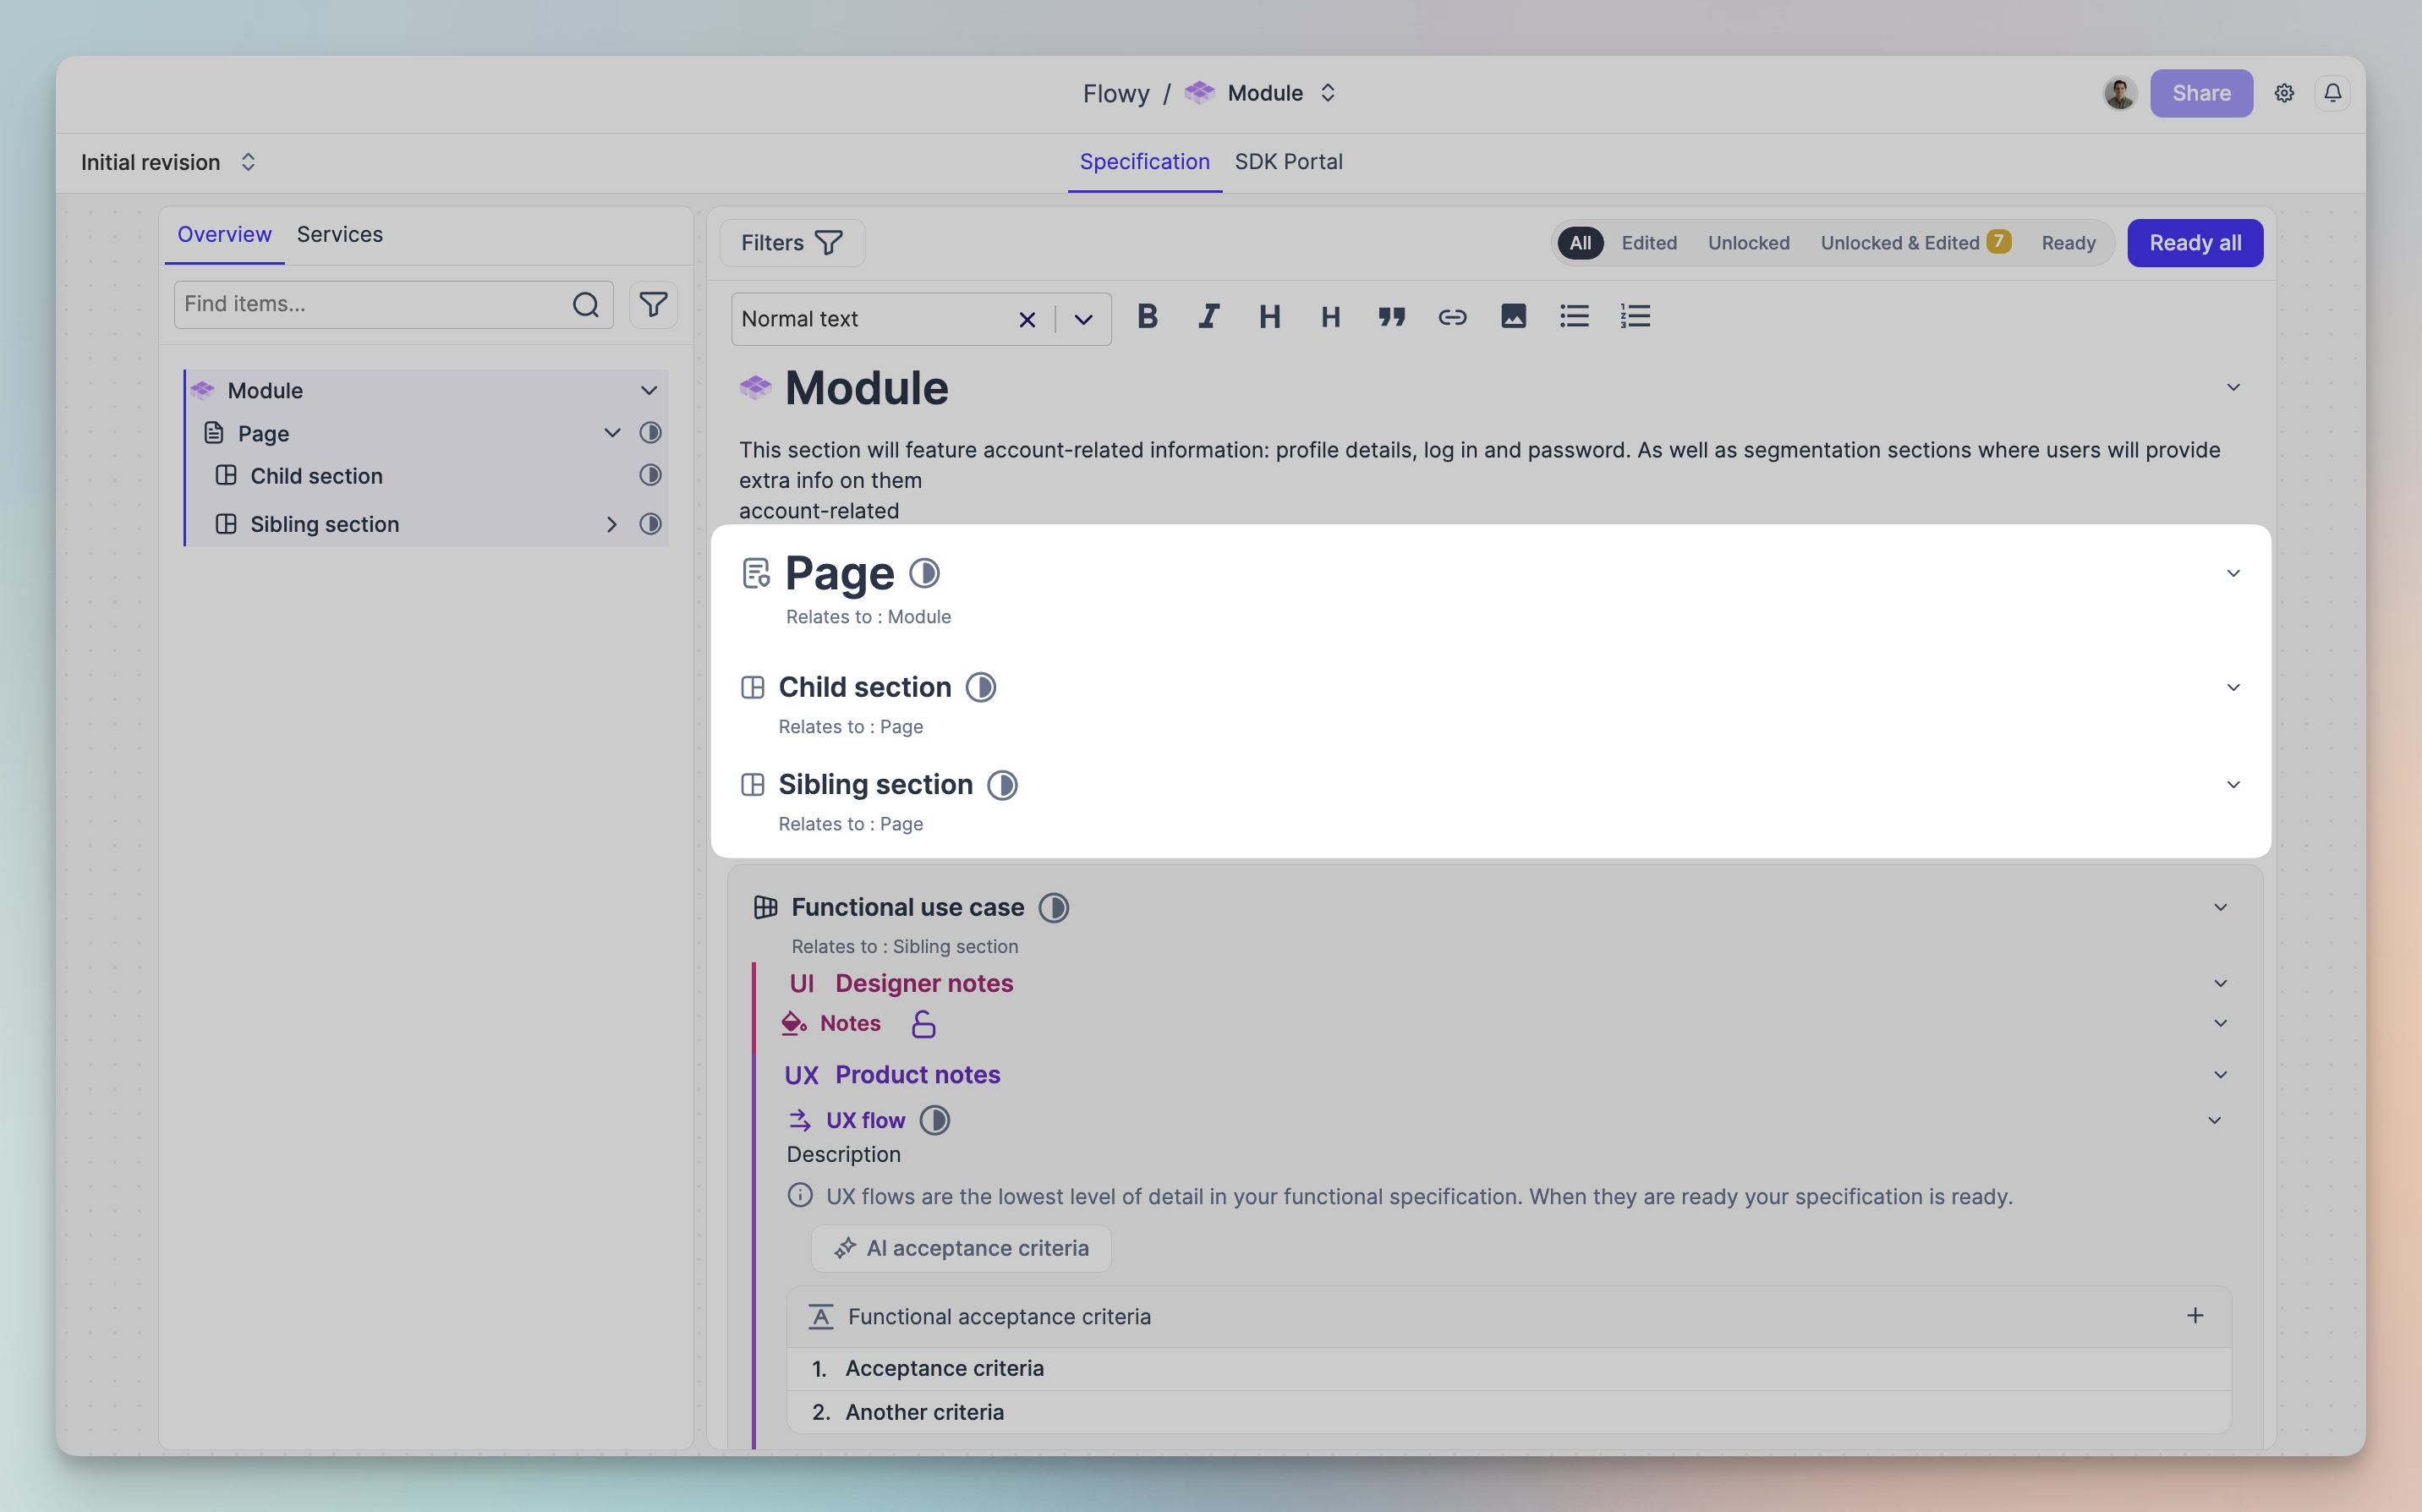 Flowy / Module
Share
Initial revision
Specification
SDK Portal
Overview
Services
Find items...
Module
Page
Child section
Sibling section
Filters
All
Edited
Unlocked
Unlocked & Edited 7
Ready
Ready all
Normal text
B
I
H
H
Module
This section will feature account-related information: profile details, log in and password. As well as segmentation sections where users will provide
extra info on them
account-related
Page
Relates to : Module
Child section
Relates to : Page
Sibling section
Relates to : Page
Functional use case
Relates to : Sibling section
UI Designer notes
Notes
UX Product notes
UX flow
Description
UX flows are the lowest level of detail in your functional specification. When they are ready your specification is ready.
AI acceptance criteria
Functional acceptance criteria
1. Acceptance criteria
2. Another criteria